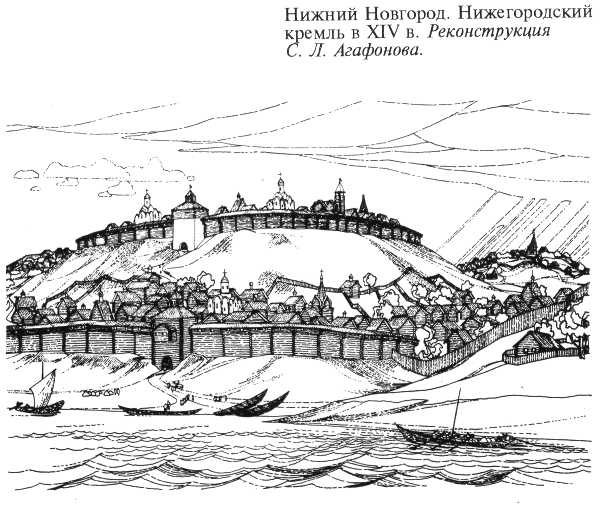 Нижний Новгород. Нижегородский
кремль в XIV в. Реконструкция
С. Л. Агафонова.